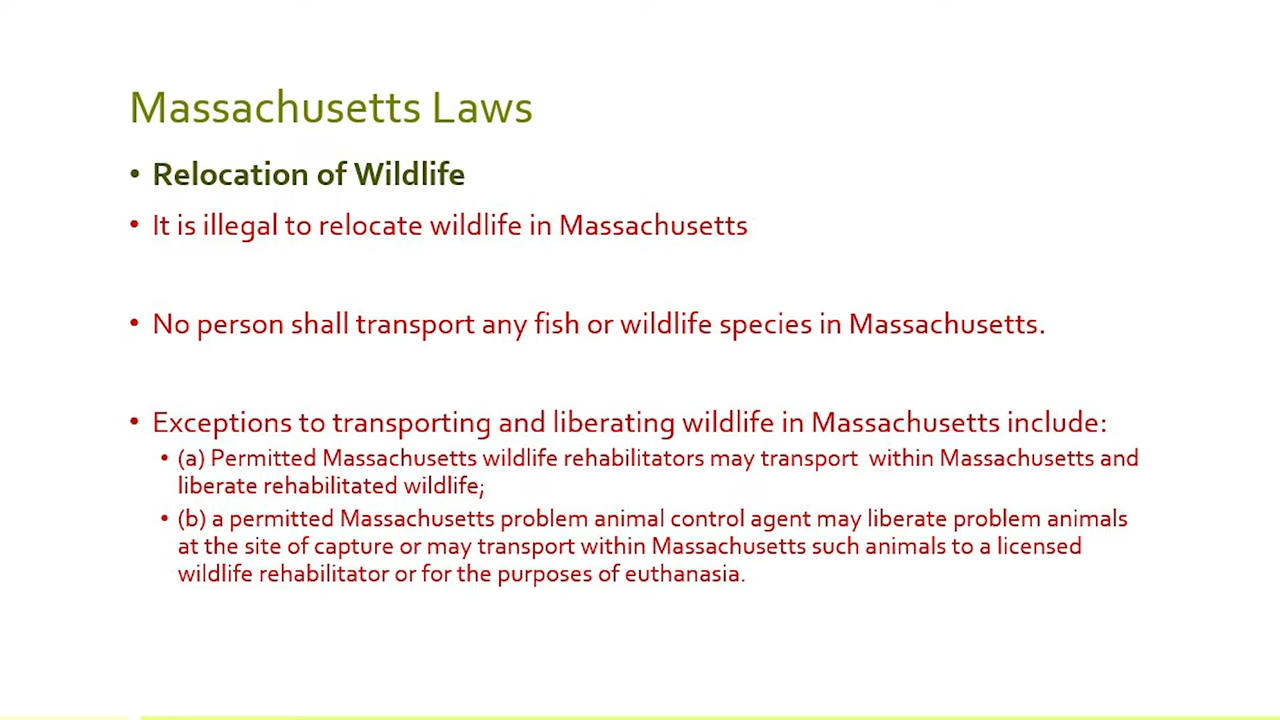 Massachusetts Laws
• Relocation of Wildlife
• It is illegal to relocate wildlife in Massachusetts
• No person shall transport any fish or wildlife species in Massachusetts.
• Exceptions to transporting and liberating wildlife in Massachusetts include:
• (a) Permitted Massachusetts wildlife rehabilitators may transport  within Massachusetts and
liberate rehabilitated wildlife;
• (b) a permitted Massachusetts problem animal control agent may liberate problem animals
at the site of capture or may transport within Massachusetts such animals to a licensed
wildlife rehabilitator or for the purposes of euthanasia.